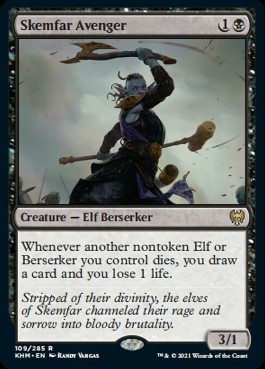 Skemfar Avenger 1
Creature — Elf Berserker
Whenever another nontoken Elf or
Berserker you control dies, you draw
a card and you lose 1 life.
Stripped of their divinity, the elves
of Skemfar channeled their rage and
sorrow into bloody brutality.
3/1
109/285 R
KHM • EN Randy Vargas
™ & © 2021 Wizards of the Coast